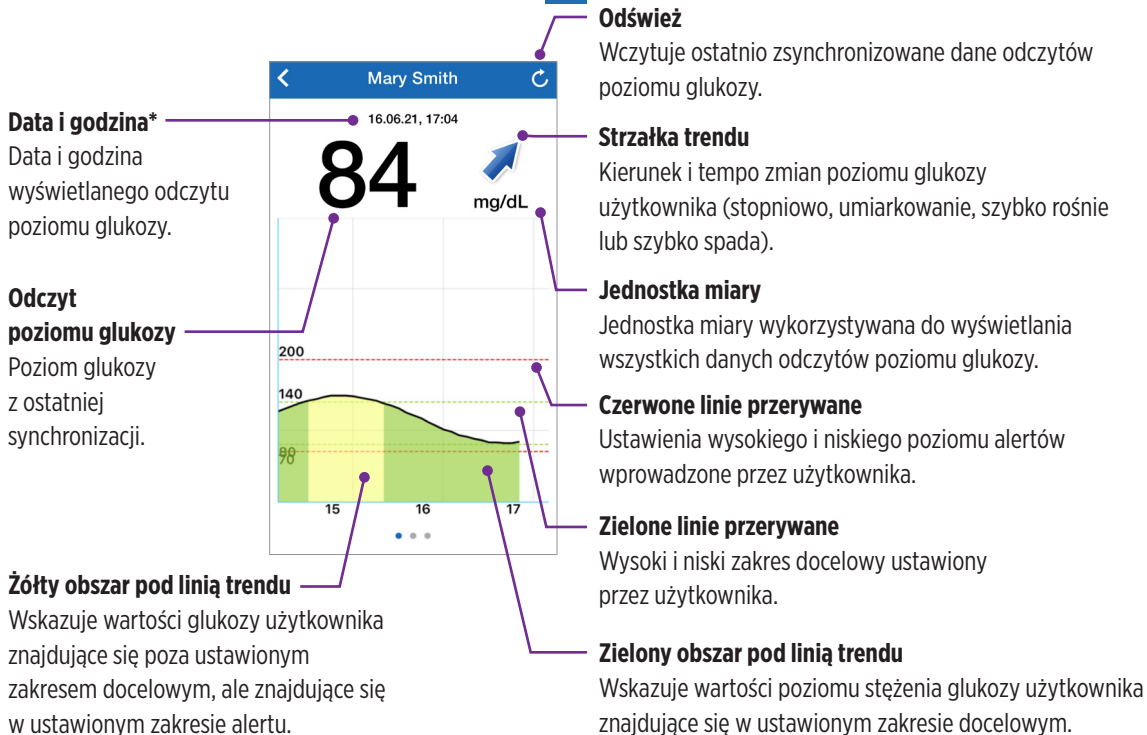 Odśwież
Wczytuje ostatnio zsynchronizowane dane odczytów
poziomu glukozy.
Mary Smith
Data i godzina*
Data i godzina
wyświetlanego odczytu
poziomu glukozy.
16.06.21, 17:04
84
mg/dL
Strzałka trendu
Kierunek i tempo zmian poziomu glukozy
użytkownika (stopniowo, umiarkowanie, szybko rośnie
lub szybko spada).
Odczyt
poziomu glukozy
Poziom glukozy
z ostatniej
synchronizacji.
Jednostka miary
Jednostka miary wykorzystywana do wyświetlania
wszystkich danych odczytów poziomu glukozy.
200
140
80
70
15 16 17
Czerwone linie przerywane
Ustawienia wysokiego i niskiego poziomu alertów
wprowadzone przez użytkownika.
Zielone linie przerywane
Wysoki i niski zakres docelowy ustawiony
przez użytkownika.
Żółty obszar pod linią trendu
Wskazuje wartości glukozy użytkownika
znajdujące się poza ustawionym
zakresem docelowym, ale znajdujące się
w ustawionym zakresie alertu.
Zielony obszar pod linią trendu
Wskazuje wartości poziomu stężenia glukozy użytkownika
znajdujące się w ustawionym zakresie docelowym.